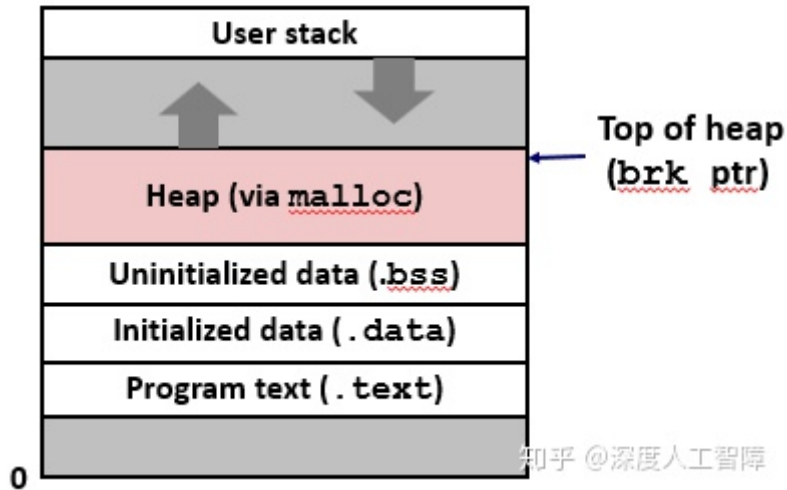 User stack
Top of heap
(brk ptr)
Heap (via malloc)
Uninitialized data (.bss)
Initialized data (.data)
Program text (.text)
0
知乎 @深度人工智障